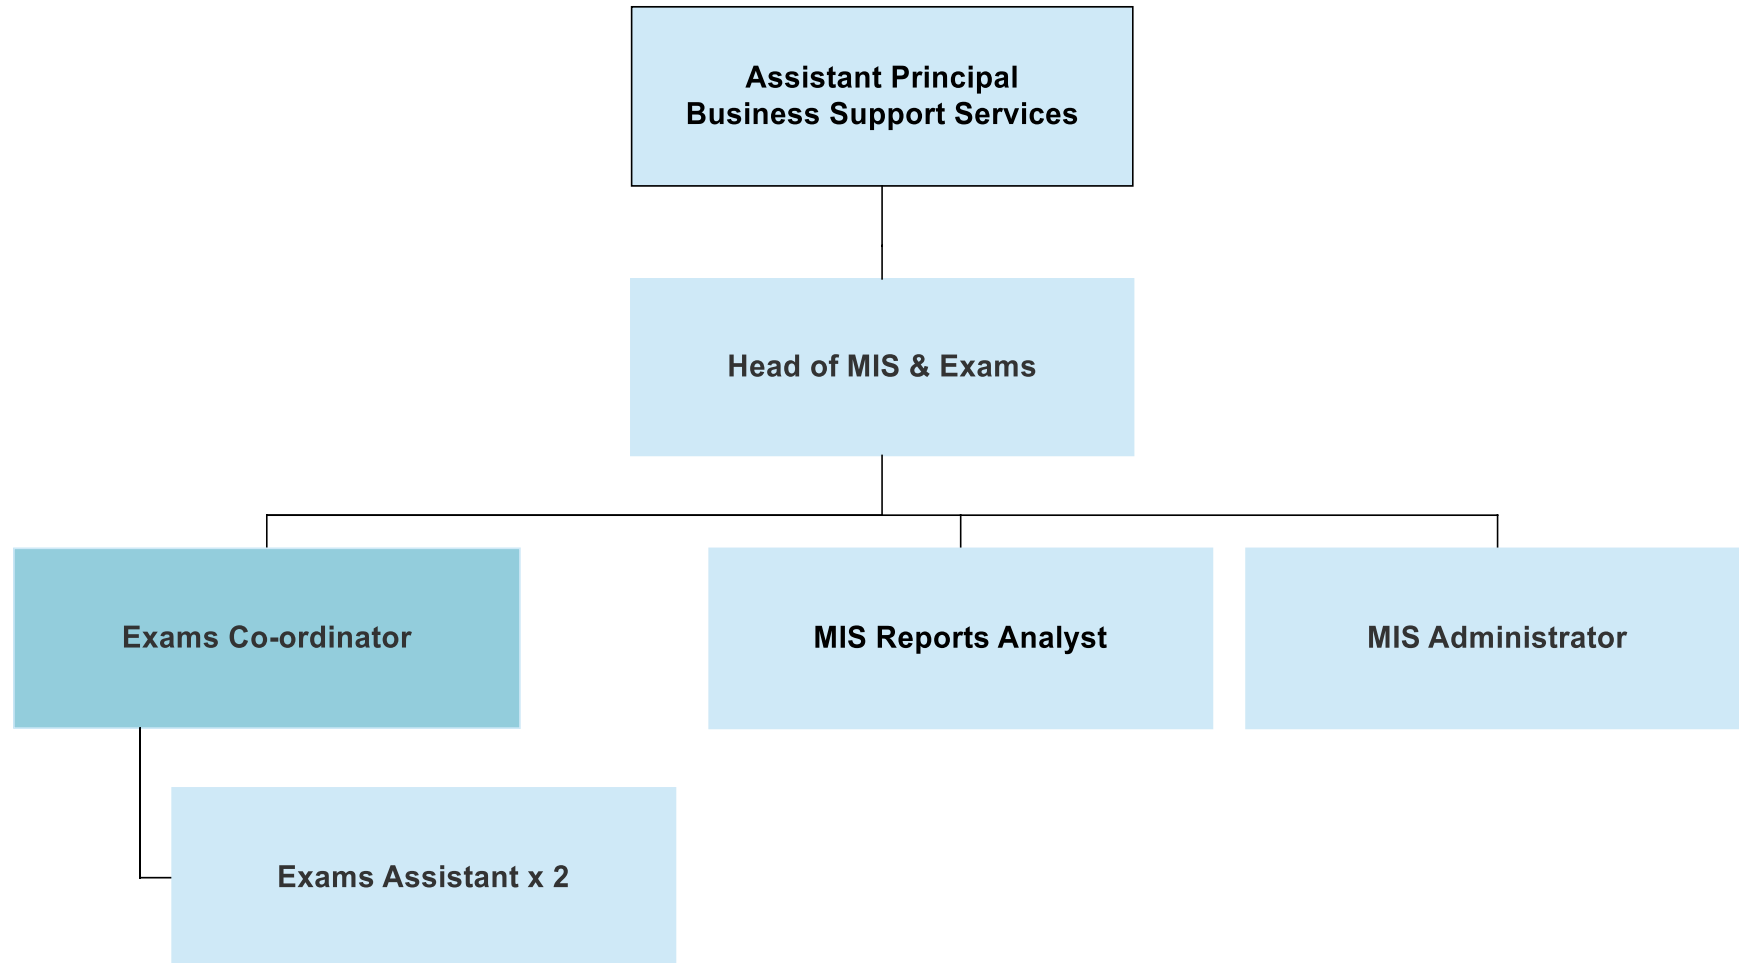 Assistant Principal
Business Support Services
Head of MIS & Exams
Exams Co-ordinator
MIS Reports Analyst
MIS Administrator
Exams Assistant x 2